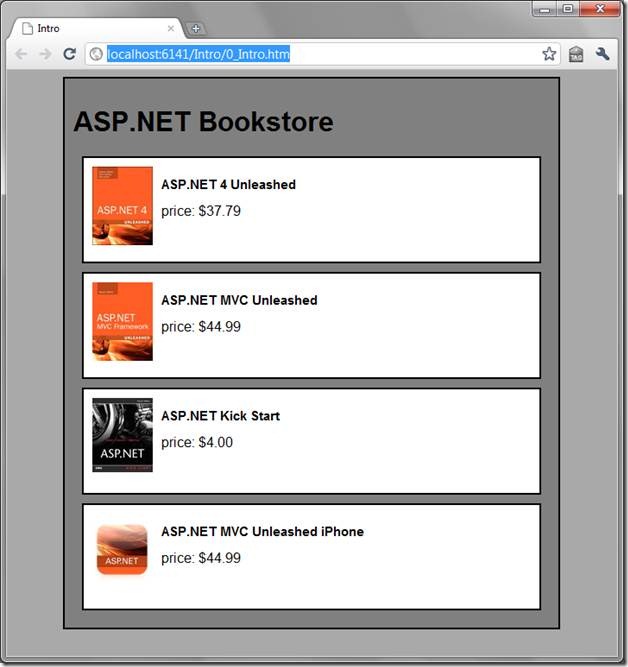 Intro
localhost:6141/Intro/0_Intro.htm
TAG
ASP.NET Bookstore
ASP.NET 4
UNLEASHED
ASP.NET 4 Unleashed
price: $37.79
ASP.NET
MVC Framework
UNLEASHED
ASP.NET MVC Unleashed
price: $44.99
ASP.NET
ASP.NET Kick Start
price: $4.00
ASP.NET
ASP.NET MVC Unleashed iPhone
price: $44.99